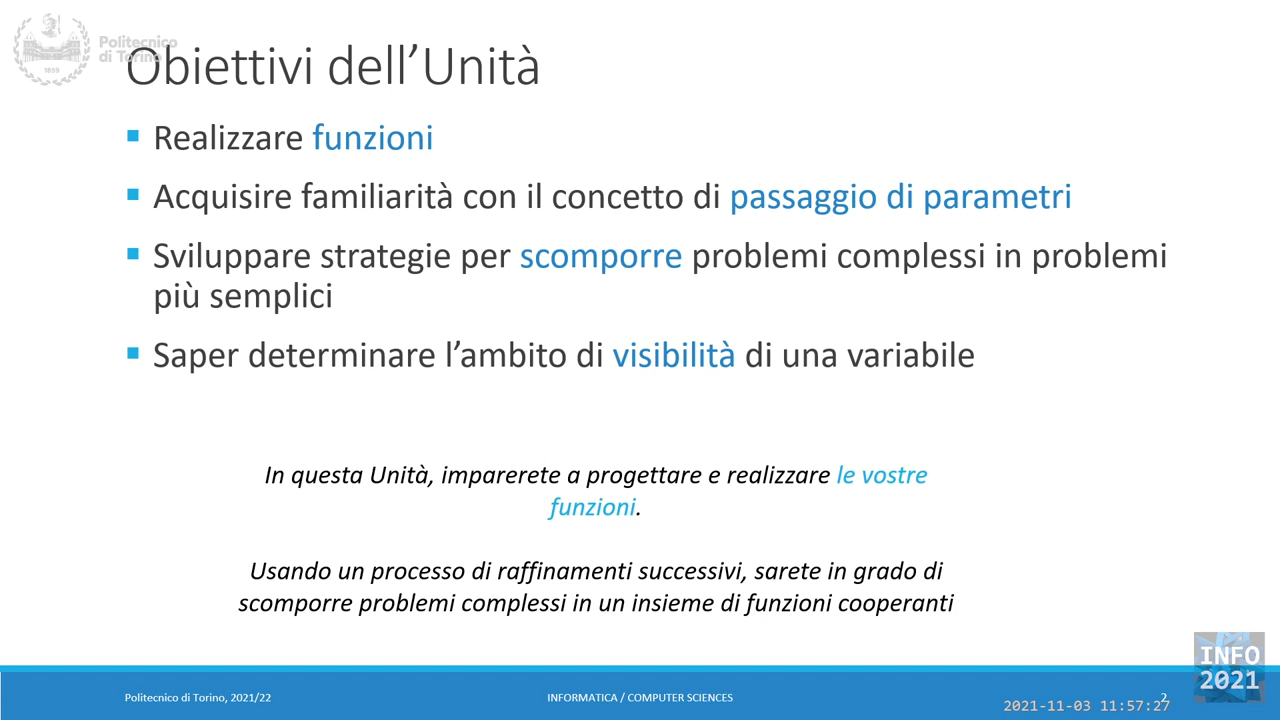 Politecnico
di Torino
1859
Obiettivi dell’Unità
Realizzare funzioni
Acquisire familiarità con il concetto di passaggio di parametri
Sviluppare strategie per scomporre problemi complessi in problemi
più semplici
Saper determinare l’ambito di visibilità di una variabile
In questa Unità, imparerete a progettare e realizzare le vostre
funzioni.
Usando un processo di raffinamenti successivi, sarete in grado di
scomporre problemi complessi in un insieme di funzioni cooperanti
INFO
2021
Politecnico di Torino, 2021/22
INFORMATICA / COMPUTER SCIENCES
2
2021-11-03 11:57:27